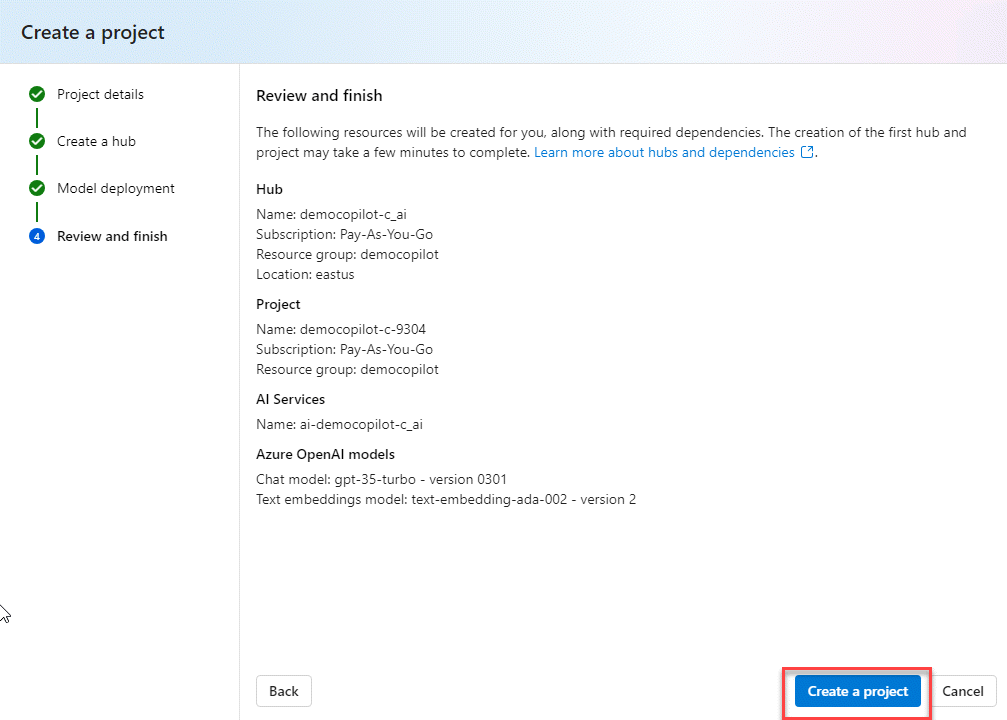 Create a project
Project details
Create a hub
Model deployment
4 Review and finish
Review and finish
The following resources will be created for you, along with required dependencies. The creation of the first hub and
project may take a few minutes to complete. Learn more about hubs and dependencies.
Hub
Name: democopilot-c_ai
Subscription: Pay-As-You-Go
Resource group: democopilot
Location: eastus
Project
Name: democopilot-c-9304
Subscription: Pay-As-You-Go
Resource group: democopilot
AI Services
Name: ai-democopilot-c_ai
Azure OpenAI models
Chat model: gpt-35-turbo - version 0301
Text embeddings model: text-embedding-ada-002 - version 2
Back
Create a project
Cancel